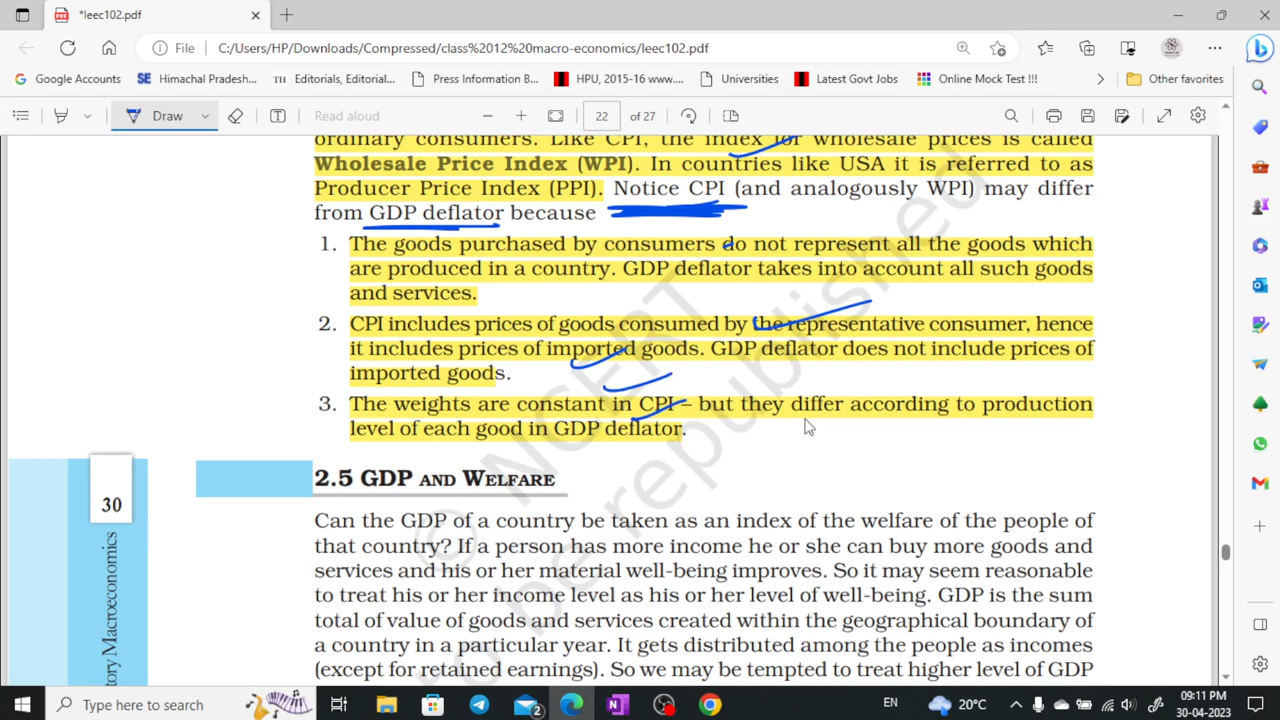 *leec102.pdf
File C:/Users/HP/Downloads/Compressed/class%2012%20macro-economics/leec102.pdf
Google Accounts SE Himachal Pradesh... TH Editorials, Editorial... Press Information B... HPU, 2015-16 www.... Universities Latest Govt Jobs Online Mock Test !!! Other favorites
Draw Read aloud 22 of 27
ordinary consumers. Like CPI, the index for wholesale prices is called
Wholesale Price Index (WPI). In countries like USA it is referred to as
Producer Price Index (PPI). Notice CPI (and analogously WPI) may differ
from GDP deflator because
1. The goods purchased by consumers do not represent all the goods which
are produced in a country. GDP deflator takes into account all such goods
and services.
2. CPI includes prices of goods consumed by the representative consumer, hence
it includes prices of imported goods. GDP deflator does not include prices of
imported goods.
3. The weights are constant in CPI – but they differ according to production
level of each good in GDP deflator.
2.5 GDP AND WELFARE
30
Can the GDP of a country be taken as an index of the welfare of the people of
that country? If a person has more income he or she can buy more goods and
services and his or her material well-being improves. So it may seem reasonable
to treat his or her income level as his or her level of well-being. GDP is the sum
total of value of goods and services created within the geographical boundary of
a country in a particular year. It gets distributed among the people as incomes
(except for retained earnings). So we may be tempted to treat higher level of GDP
tory Macroeconomics
© NCERT
to be republished
Type here to search
2
EN
20°C
09:11 PM
30-04-2023